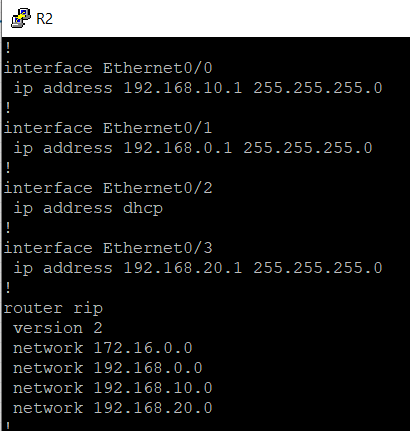 R2
!
interface Ethernet0/0
 ip address 192.168.10.1 255.255.255.0
!
interface Ethernet0/1
 ip address 192.168.0.1 255.255.255.0
!
interface Ethernet0/2
 ip address dhcp
!
interface Ethernet0/3
 ip address 192.168.20.1 255.255.255.0
!
router rip
 version 2
 network 172.16.0.0
 network 192.168.0.0
 network 192.168.10.0
 network 192.168.20.0
!